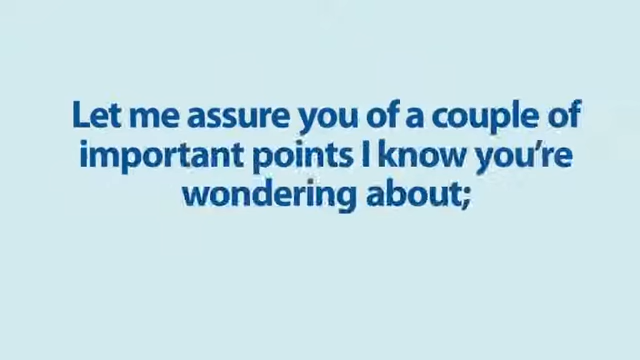 Let me assure you of a couple of
important points I know you're
wondering about;